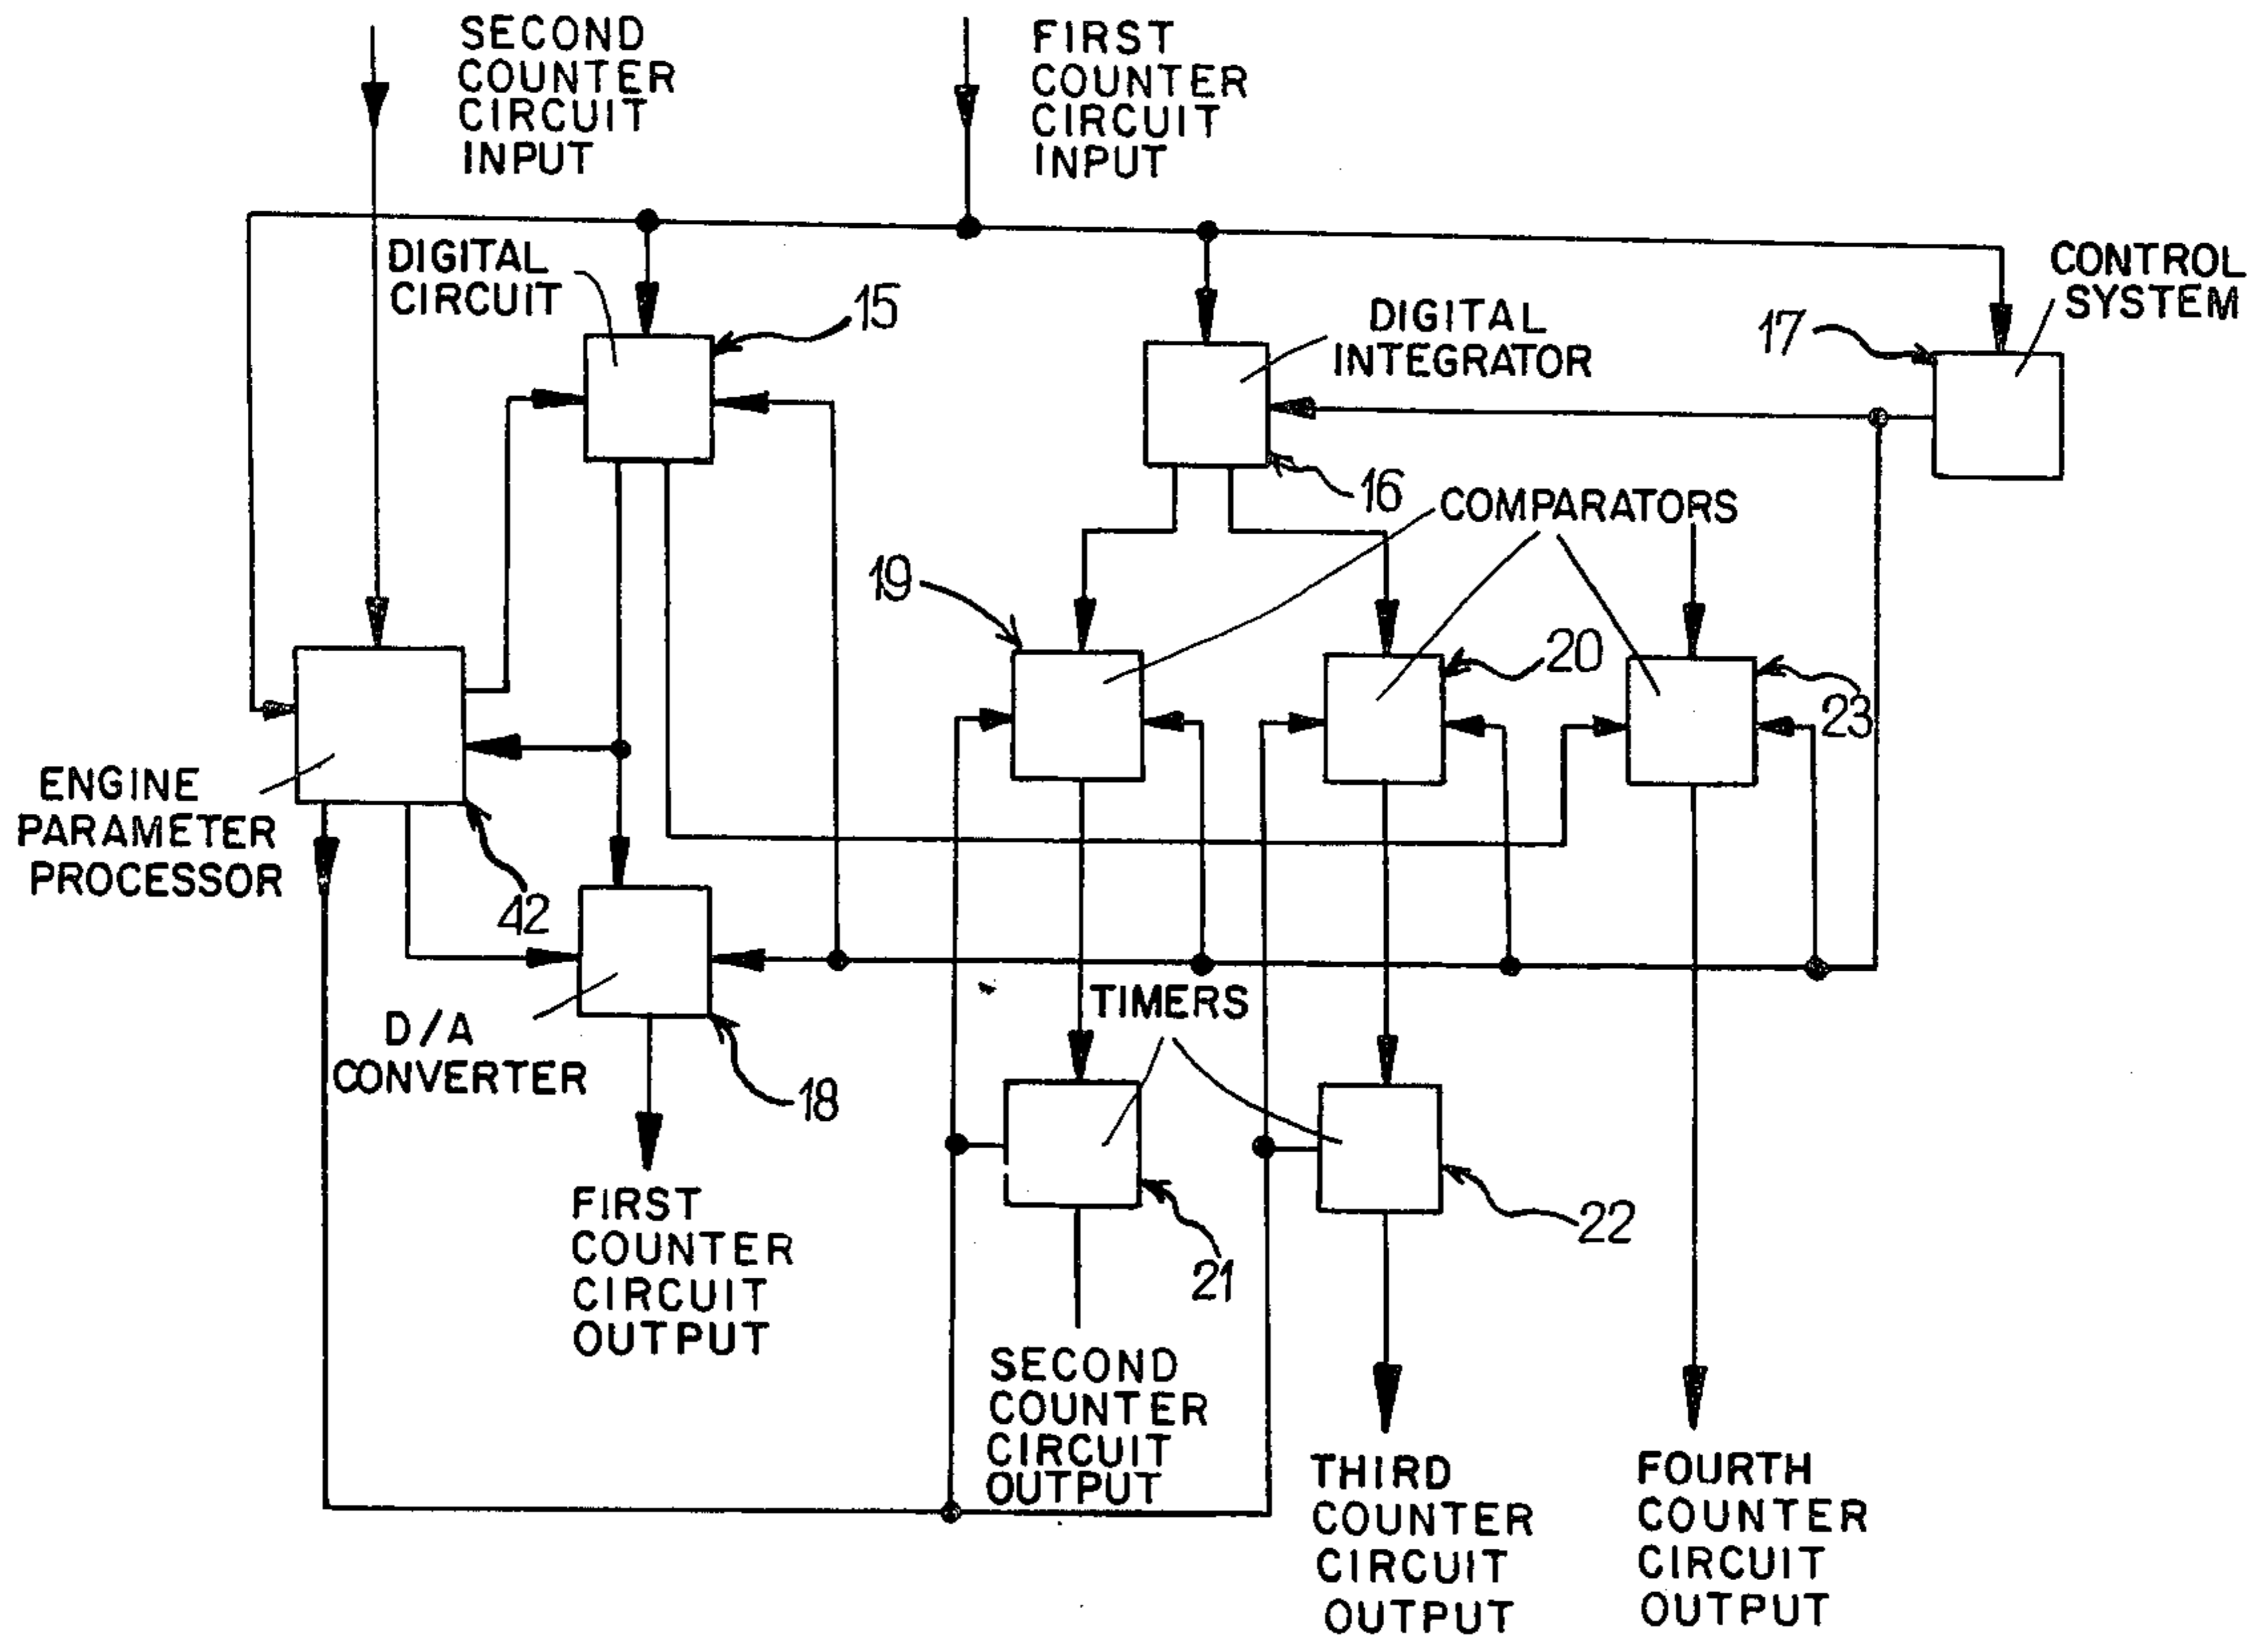 SECOND
COUNTER
CIRCUIT
INPUT
FIRST
COUNTER
CIRCUIT
INPUT
DIGITAL
CIRCUIT
15
DIGITAL
INTEGRATOR
16
CONTROL
SYSTEM
17
COMPARATORS
19
20
23
ENGINE
PARAMETER
PROCESSOR
42
D/A
CONVERTER
18
TIMERS
21
22
FIRST
COUNTER
CIRCUIT
OUTPUT
SECOND
COUNTER
CIRCUIT
OUTPUT
THIRD
COUNTER
CIRCUIT
OUTPUT
FOURTH
COUNTER
CIRCUIT
OUTPUT